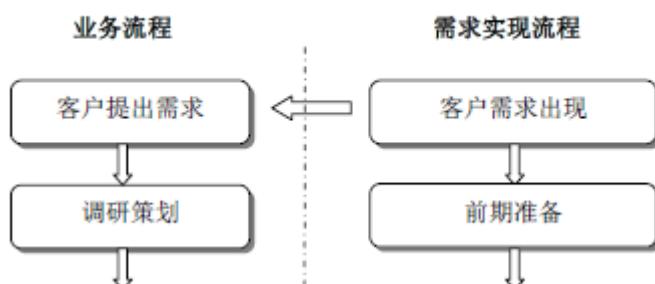 业务流程
需求实现流程
客户提出需求
客户需求出现
调研策划
前期准备